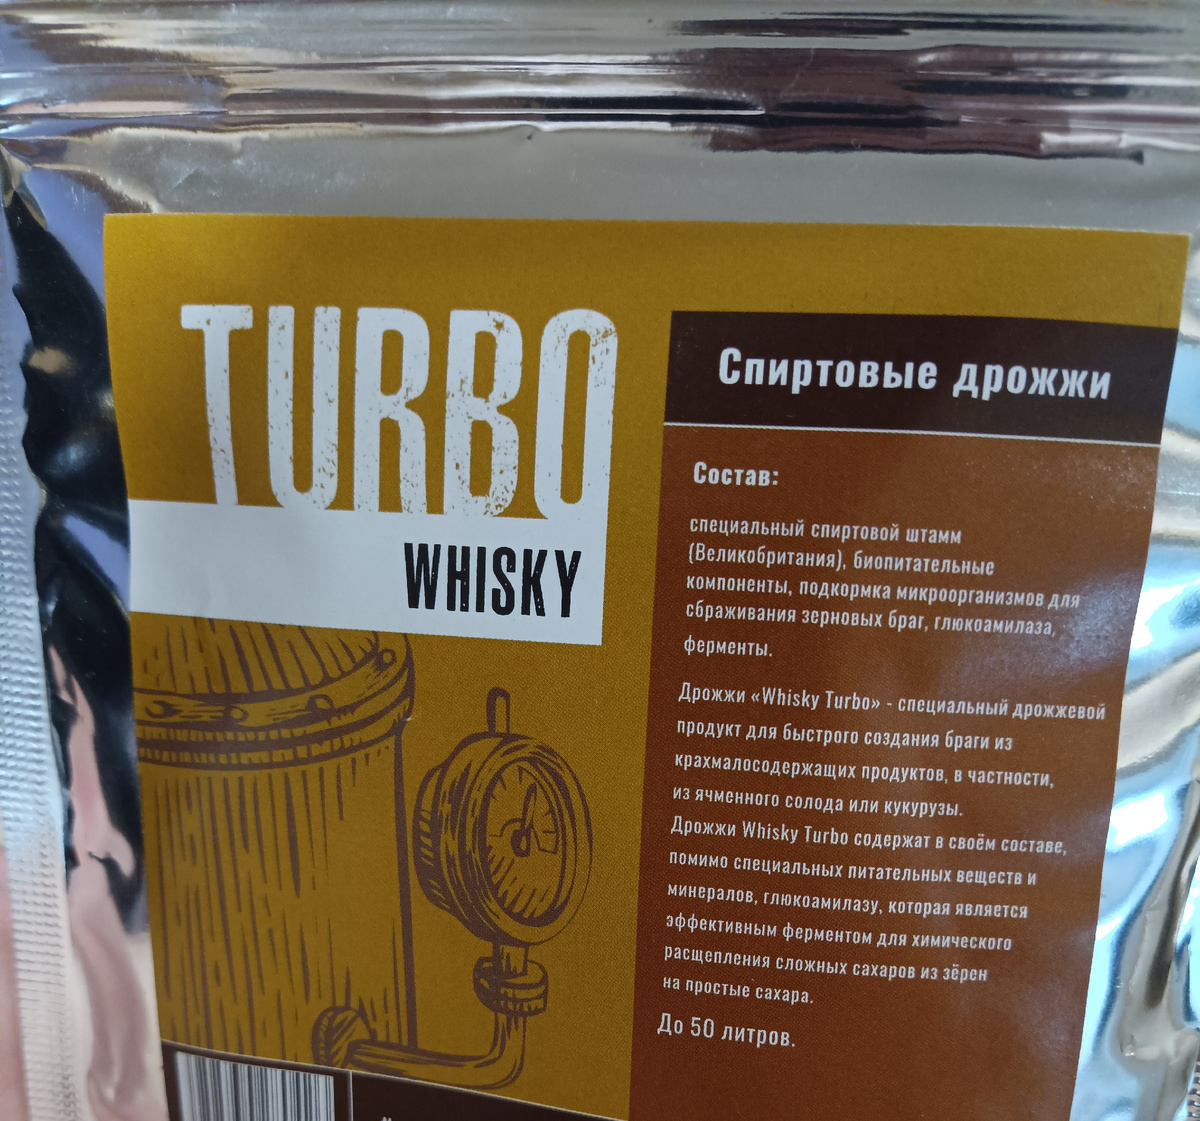 TURBO
WHISKY
Спиртовые дрожжи
Состав:
специальный спиртовой штамм
(Великобритания), биопитательные
компоненты, подкормка микроорганизмов для
сбраживания зерновых браг, глюкоамилаза,
ферменты.
Дрожжи «Whisky Turbo» - специальный дрожжевой
продукт для быстрого создания браги из
крахмалосодержащих продуктов, в частности,
из ячменного солода или кукурузы.
Дрожжи Whisky Turbo содержат в своём составе,
помимо специальных питательных веществ и
минералов, глюкоамилазу, которая является
эффективным ферментом для химического
расщепления сложных сахаров из зёрен
на простые сахара.
До 50 литров.